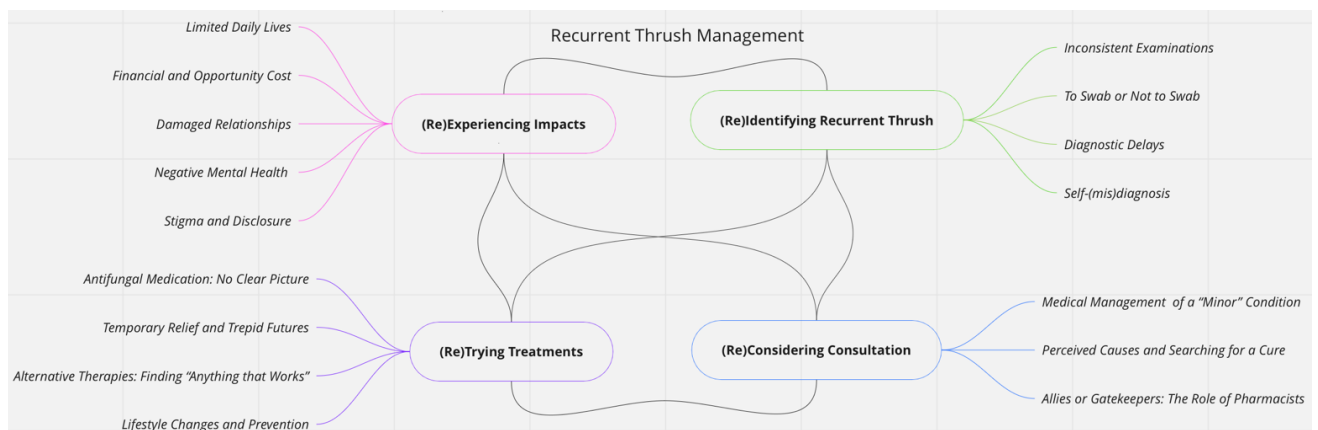 Recurrent Thrush Management
(Re)Experiencing Impacts
Limited Daily Lives
Financial and Opportunity Cost
Damaged Relationships
Negative Mental Health
Stigma and Disclosure
(Re)Identifying Recurrent Thrush
Inconsistent Examinations
To Swab or Not to Swab
Diagnostic Delays
Self-(mis)diagnosis
(Re)Trying Treatments
Antifungal Medication: No Clear Picture
Temporary Relief and Trepid Futures
Alternative Therapies: Finding “Anything that Works”
Lifestyle Changes and Prevention
(Re)Considering Consultation
Medical Management of a “Minor” Condition
Perceived Causes and Searching for a Cure
Allies or Gatekeepers: The Role of Pharmacists